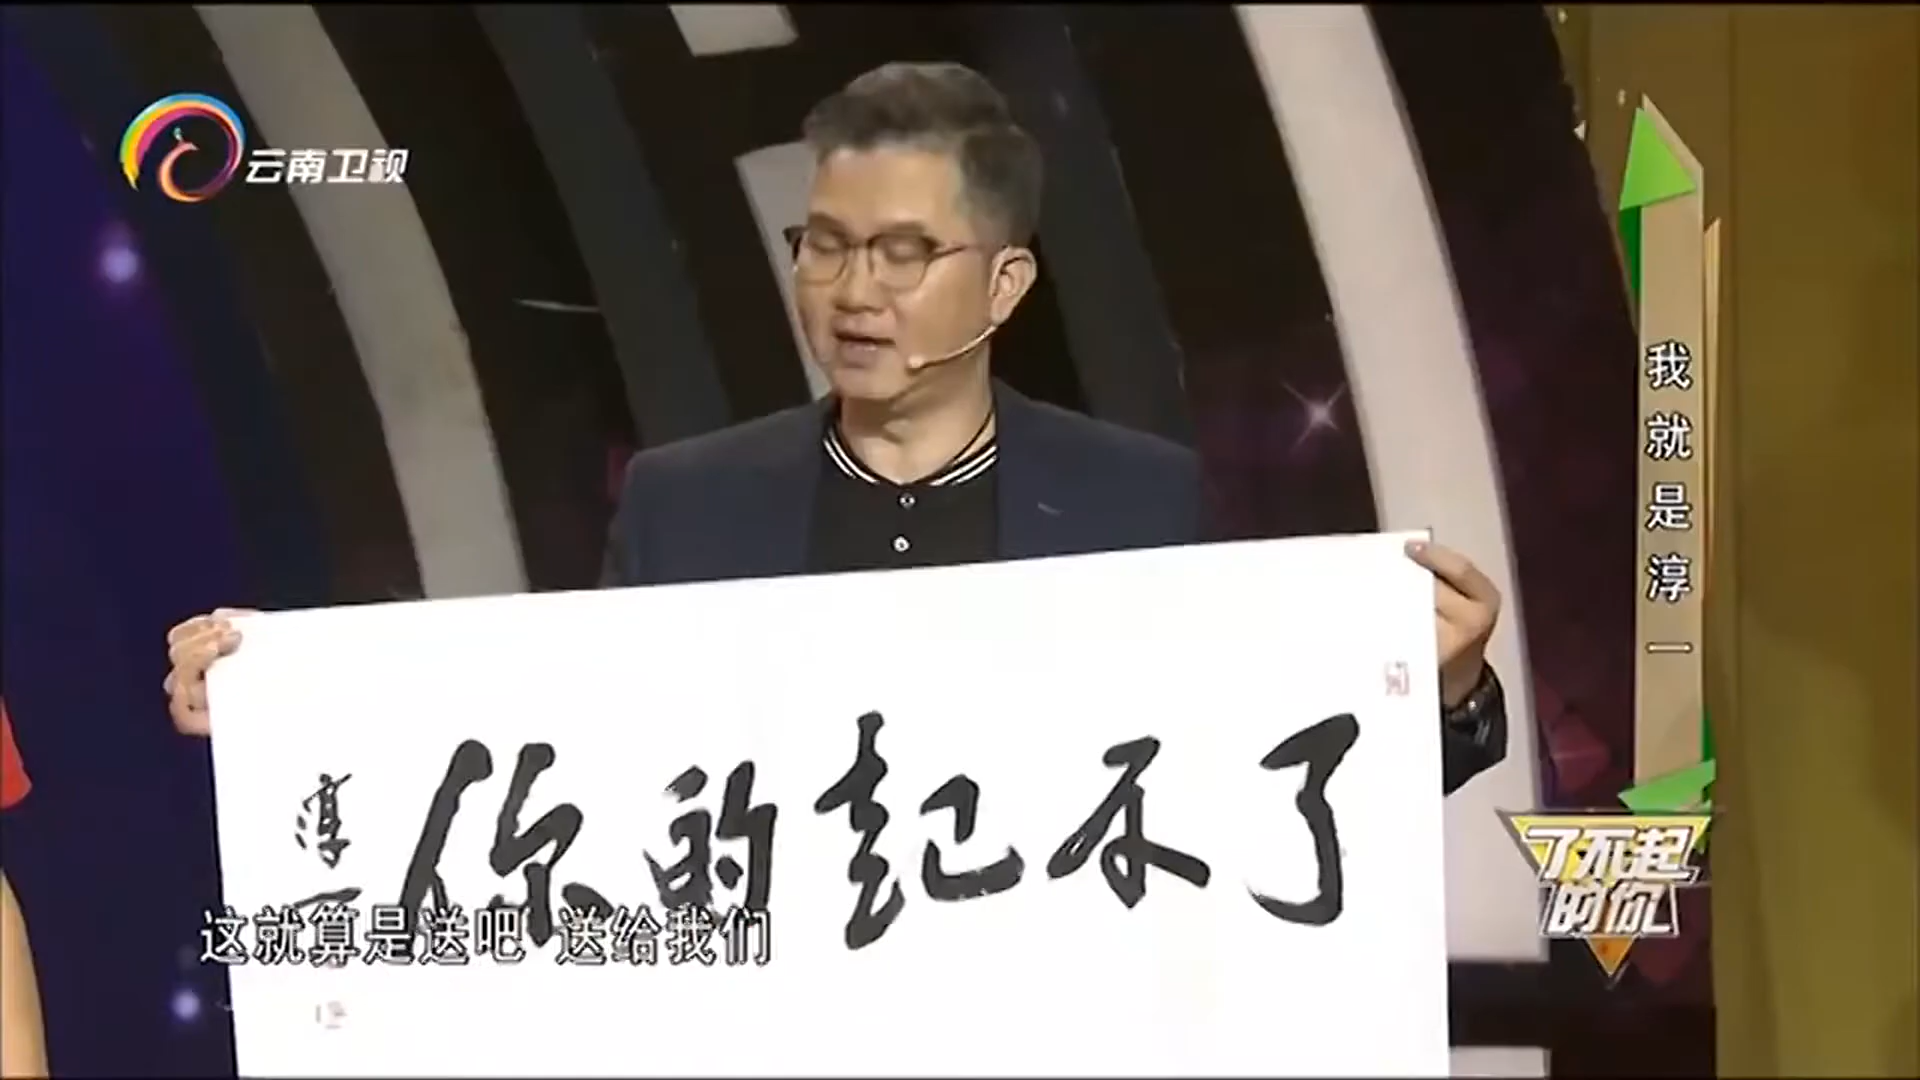 云南卫视
我就是淳一
了不起的你
淳一
这就算是送吧 送给我们
了不起
的你